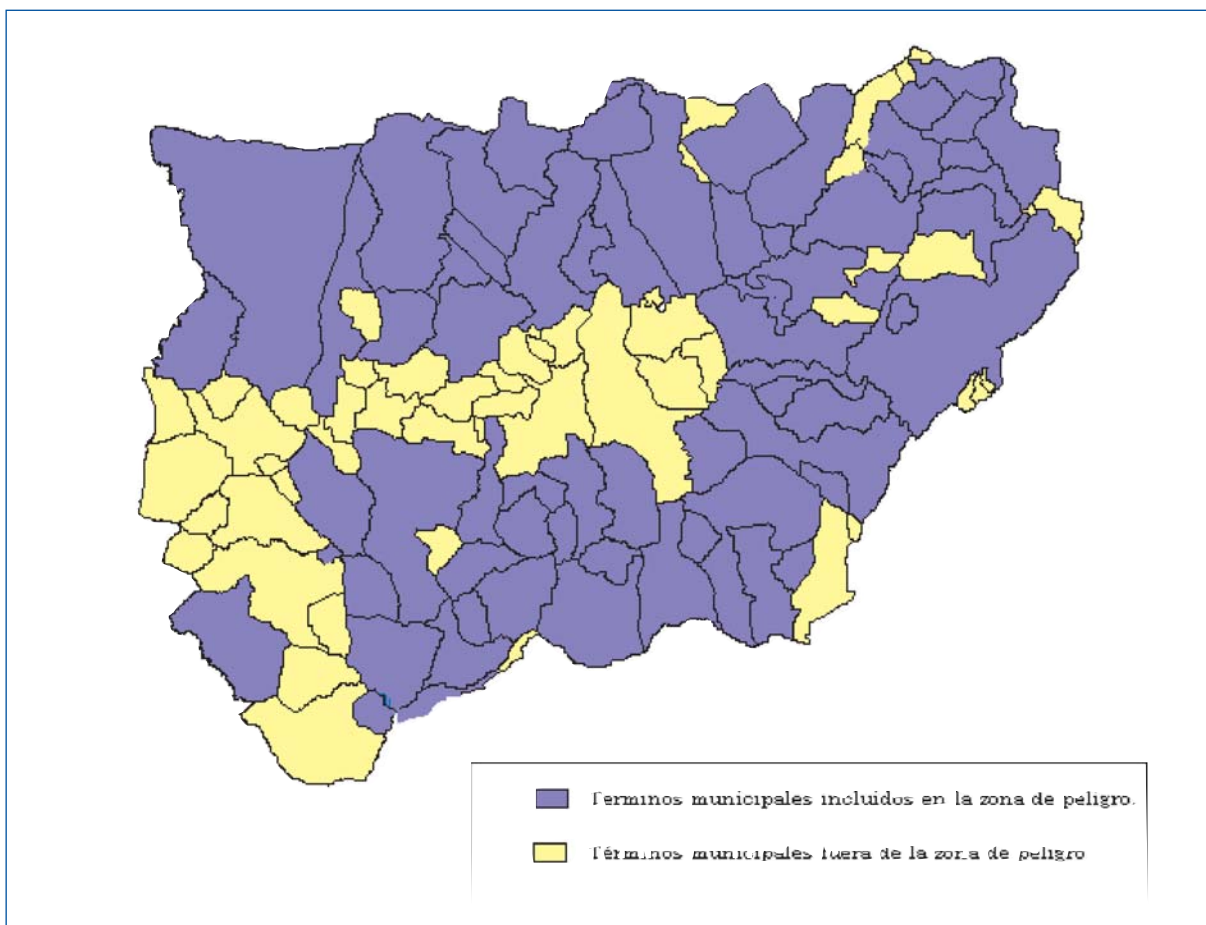 Términos municipales incluidos en la zona de peligro.
Términos municipales fuera de la zona de peligro